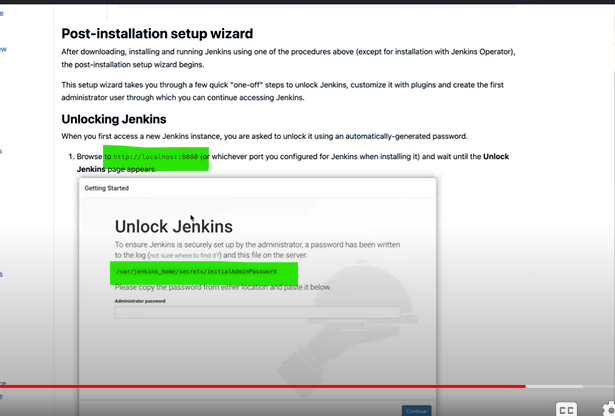 e
ew
s
s
ce
e
Post-installation setup wizard
After downloading, installing and running Jenkins using one of the procedures above (except for installation with Jenkins Operator),
the post-installation setup wizard begins.
This setup wizard takes you through a few quick "one-off" steps to unlock Jenkins, customize it with plugins and create the first
administrator user through which you can continue accessing Jenkins.
Unlocking Jenkins
When you first access a new Jenkins instance, you are asked to unlock it using an automatically-generated password.
1. Browse to http://localhost:8080 (or whichever port you configured for Jenkins when installing it) and wait until the Unlock
Jenkins page appears.
Getting Started
Unlock Jenkins
To ensure Jenkins is securely set up by the administrator, a password has been written
to the log (not sure where to find it?) and this file on the server:
/var/jenkins_home/secrets/initialAdminPassword
Please copy the password from either location and paste it below.
Administrator password
Continue
CC